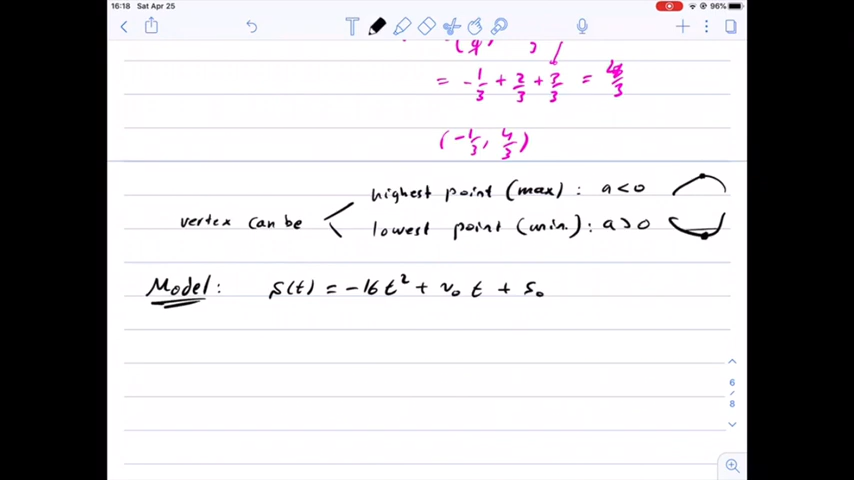 16:18 Sat Apr 25
96%
= -1/3 + 2/3 + 3/3 = 4/3
(-1/3, 4/3)
highest point (max) : a < 0
vertex can be
lowest point (min.) : a > 0
Model : s(t) = -16t² + v₀ t + s₀
6
8